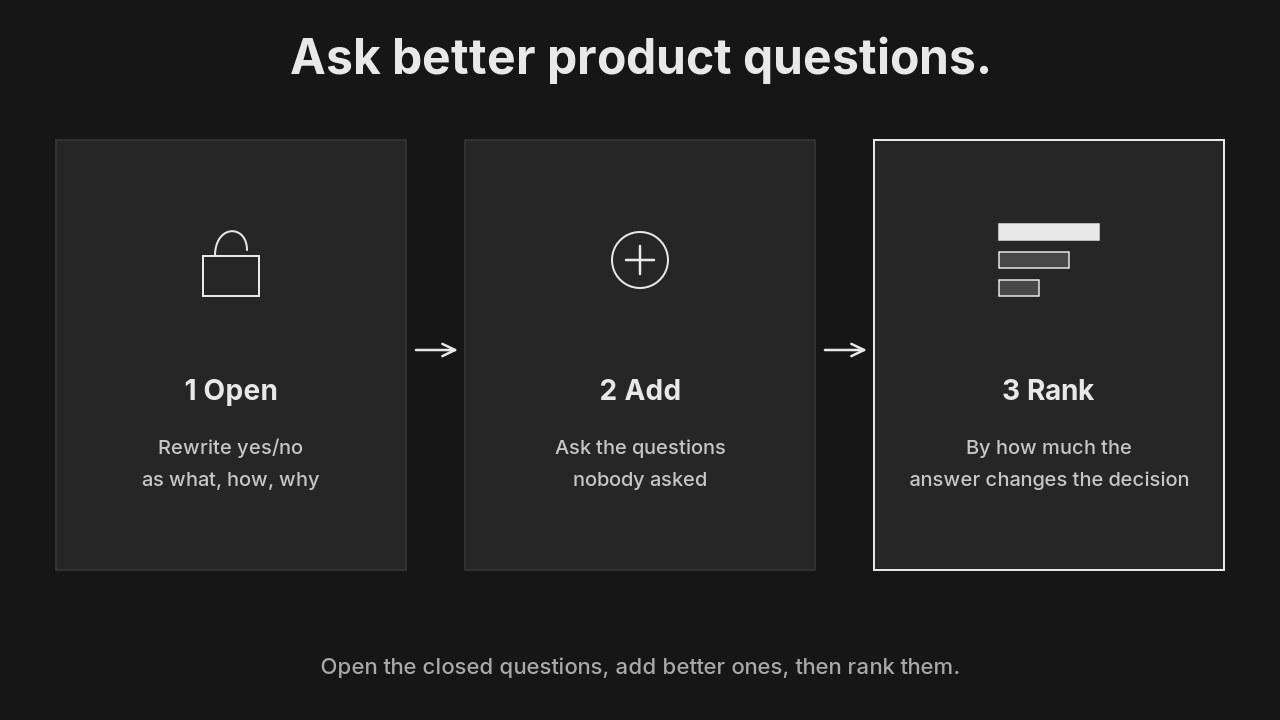 Ask better product questions.
1 Open
Rewrite yes/no
as what, how, why
2 Add
Ask the questions
nobody asked
3 Rank
By how much the
answer changes the decision
Open the closed questions, add better ones, then rank them.